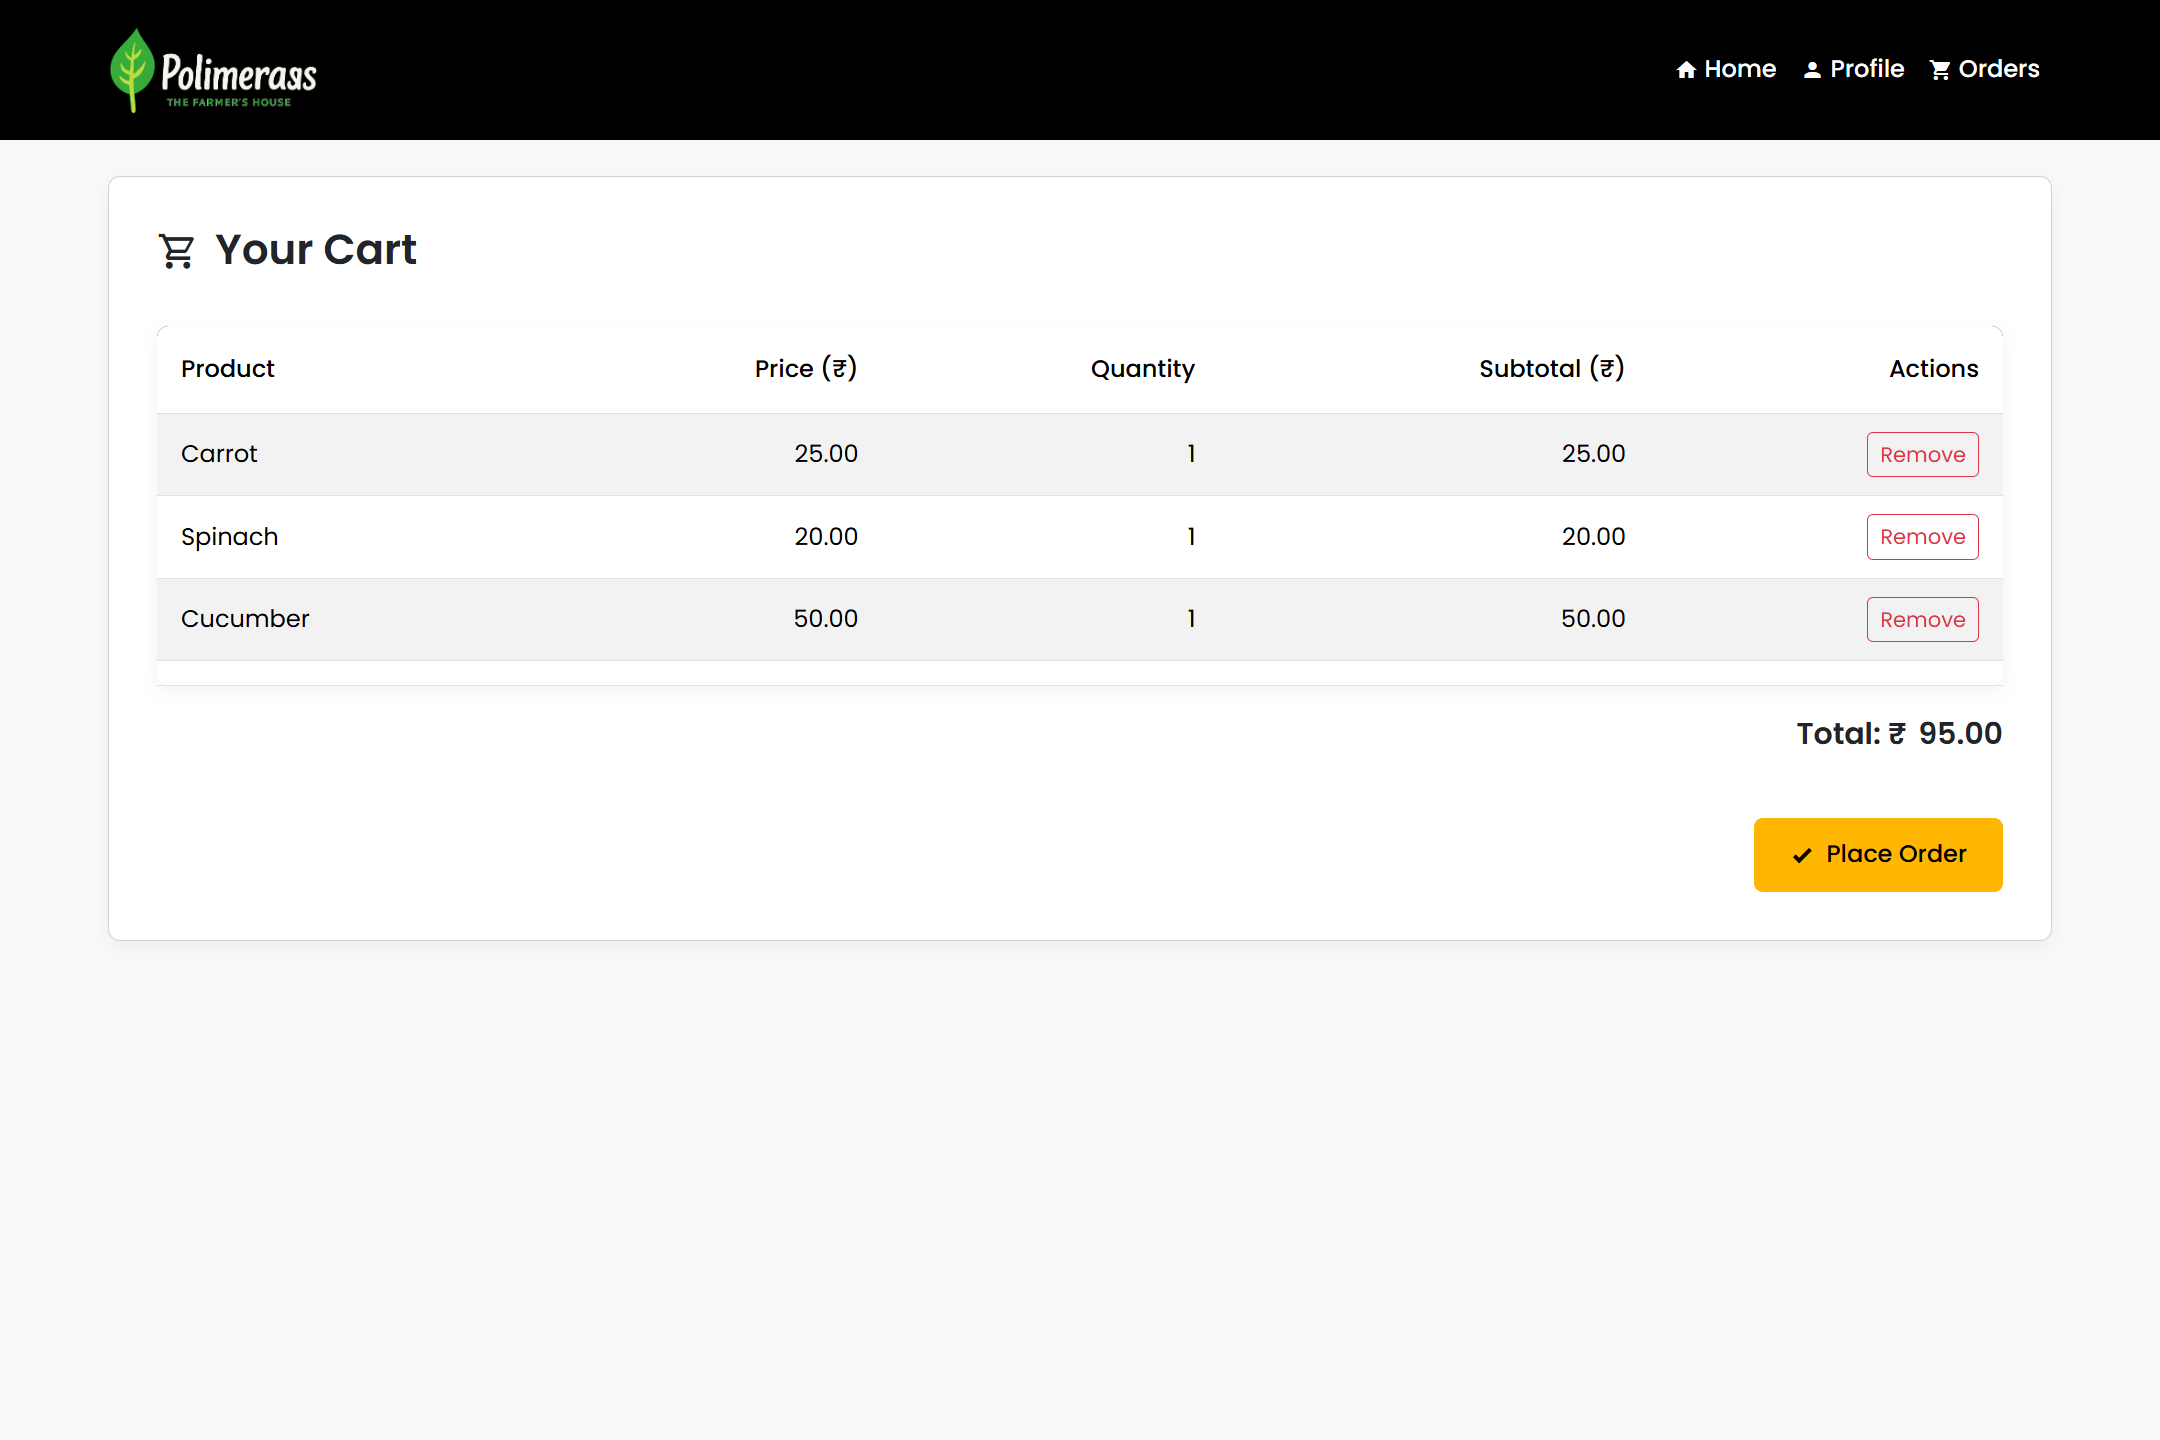 Polimeraas
THE FARMER'S HOUSE
Home Profile Orders
Your Cart
Product Price (₹) Quantity Subtotal (₹) Actions
Carrot 25.00 1 25.00 Remove
Spinach 20.00 1 20.00 Remove
Cucumber 50.00 1 50.00 Remove
Total: ₹ 95.00
Place Order